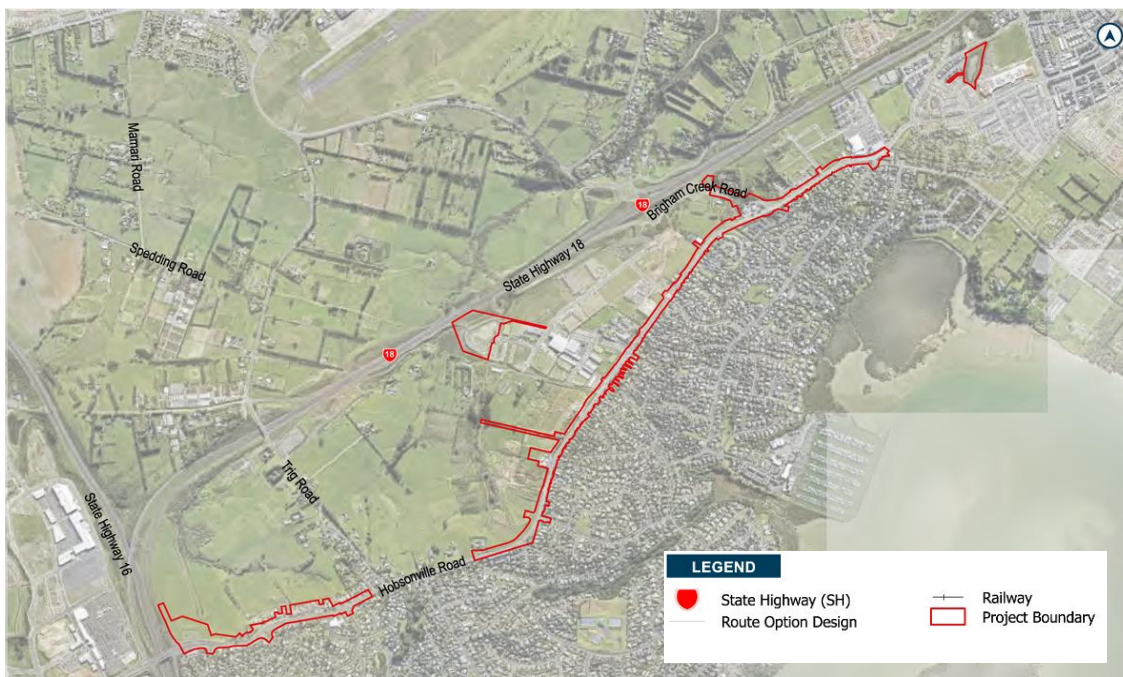 Mamari Road
Spedding Road
18
Brigham Creek Road
State Highway 18
18
Trig Road
State Highway 16
Hobsonville Road
LEGEND
State Highway (SH)
Route Option Design
Railway
Project Boundary